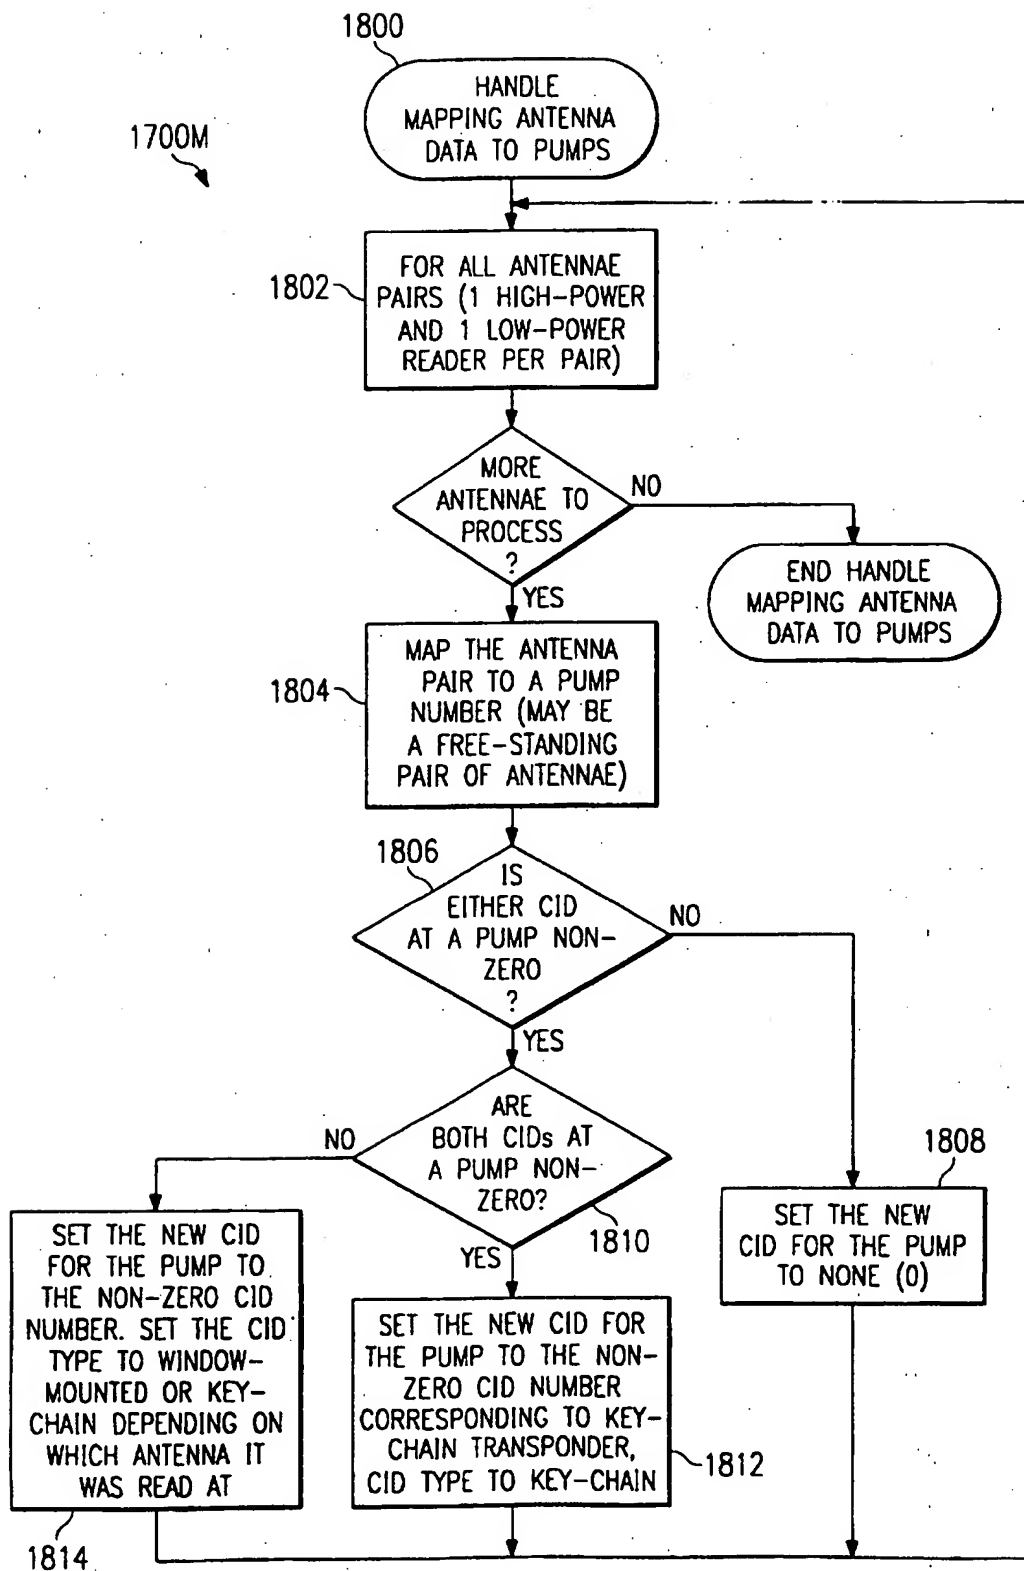 1800
HANDLE
MAPPING ANTENNA
DATA TO PUMPS
1700M
1802
FOR ALL ANTENNAE
PAIRS (1 HIGH-POWER
AND 1 LOW-POWER
READER PER PAIR)
MORE
ANTENNAE TO
PROCESS
?
NO
YES
END HANDLE
MAPPING ANTENNA
DATA TO PUMPS
1804
MAP THE ANTENNA
PAIR TO A PUMP
NUMBER (MAY BE
A FREE-STANDING
PAIR OF ANTENNAE)
1806
IS
EITHER CID
AT A PUMP NON-
ZERO
?
NO
YES
ARE
BOTH CIDs AT
A PUMP NON-
ZERO?
NO
YES
1810
1808
SET THE NEW
CID FOR THE PUMP
TO NONE (0)
SET THE NEW CID
FOR THE PUMP TO
THE NON-ZERO CID
NUMBER. SET THE CID
TYPE TO WINDOW-
MOUNTED OR KEY-
CHAIN DEPENDING ON
WHICH ANTENNA IT
WAS READ AT
1814
SET THE NEW CID FOR
THE PUMP TO THE NON-
ZERO CID NUMBER
CORRESPONDING TO KEY-
CHAIN TRANSPONDER,
CID TYPE TO KEY-CHAIN
1812